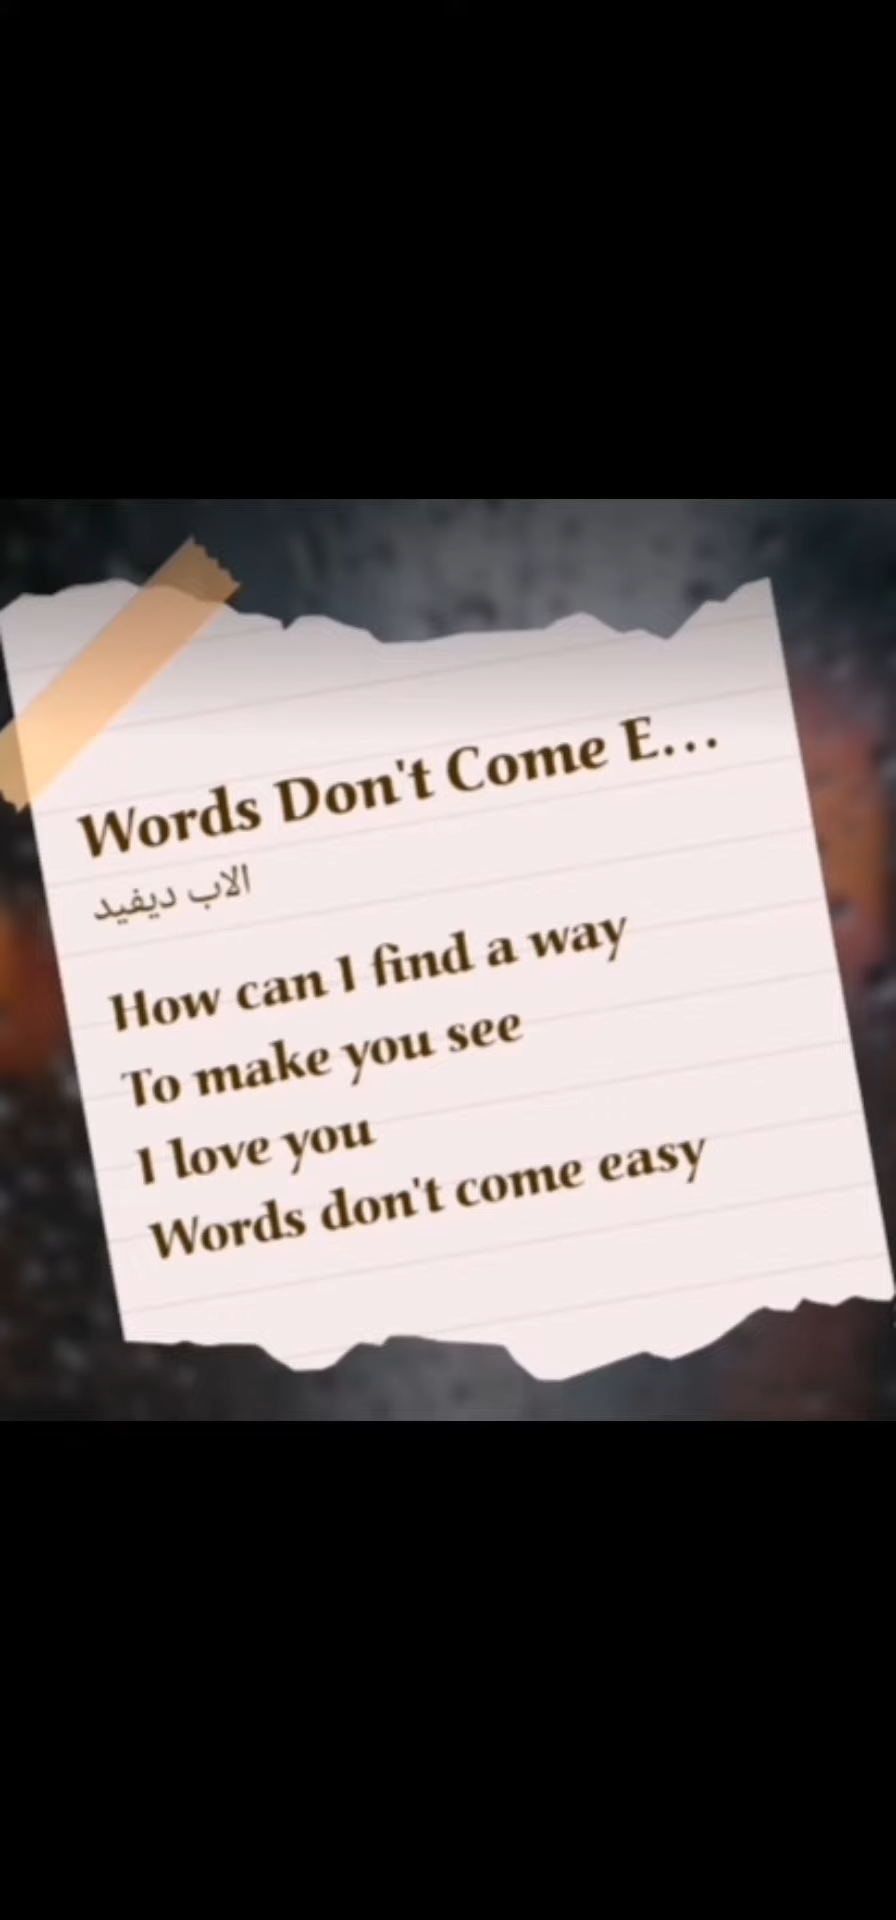 Words Don't Come E...
الاب ديفيد
How can I find a way
To make you see
I love you
Words don't come easy